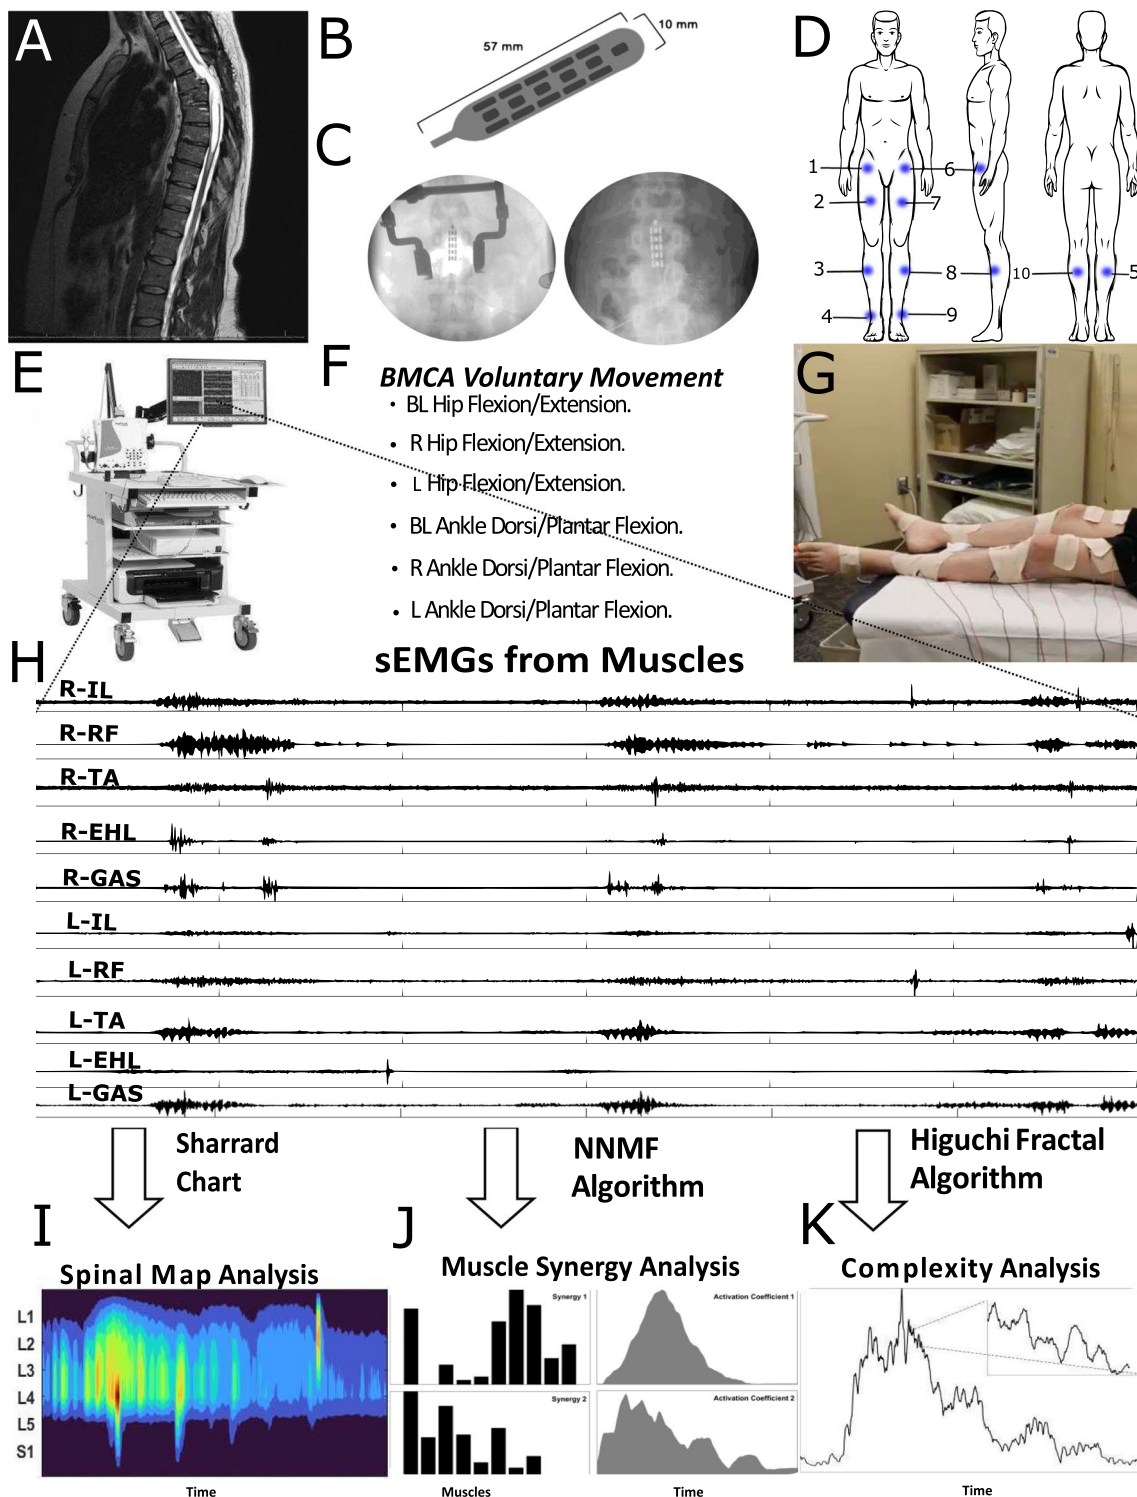 A
B
57 mm
10 mm
C
D
1
6
2
7
3
8
10
5
4
9
E
F
BMCA Voluntary Movement
• BL Hip Flexion/Extension.
• R Hip Flexion/Extension.
• L Hip Flexion/Extension.
• BL Ankle Dorsi/Plantar Flexion.
• R Ankle Dorsi/Plantar Flexion.
• L Ankle Dorsi/Plantar Flexion.
G
H
sEMGs from Muscles
R-IL
R-RF
R-TA
R-EHL
R-GAS
L-IL
L-RF
L-TA
L-EHL
L-GAS
Sharrard
Chart
NNMF
Algorithm
Higuchi Fractal
Algorithm
I
Spinal Map Analysis
L1
L2
L3
L4
L5
S1
Time
J
Muscle Synergy Analysis
Synergy 1
Activation Coefficient 1
Synergy 2
Activation Coefficient 2
Muscles
Time
K
Complexity Analysis
Time